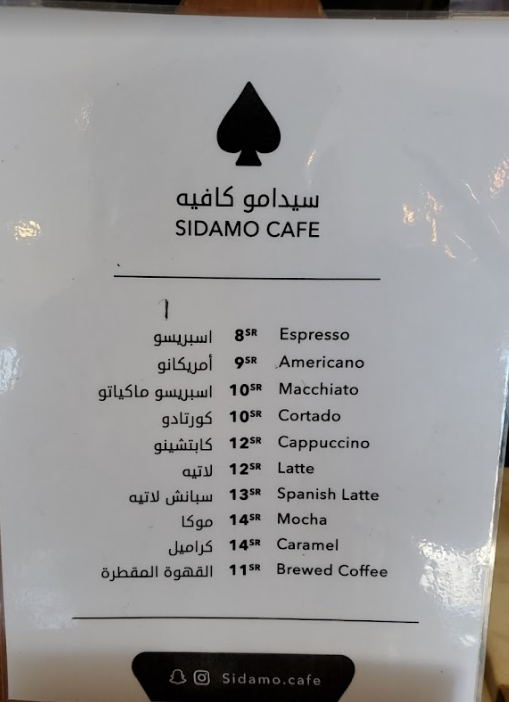 سيدامو كافيه
SIDAMO CAFE
اسبريسو 8SR Espresso
أمريكانو 9SR Americano
اسبريسو ماكياتو 10SR Macchiato
كورتادو 10SR Cortado
كابتشينو 12SR Cappuccino
لاتيه 12SR Latte
سبانش لاتيه 13SR Spanish Latte
موكا 14SR Mocha
كراميل 14SR Caramel
القهوة المقطرة 11SR Brewed Coffee
Sidamo.cafe